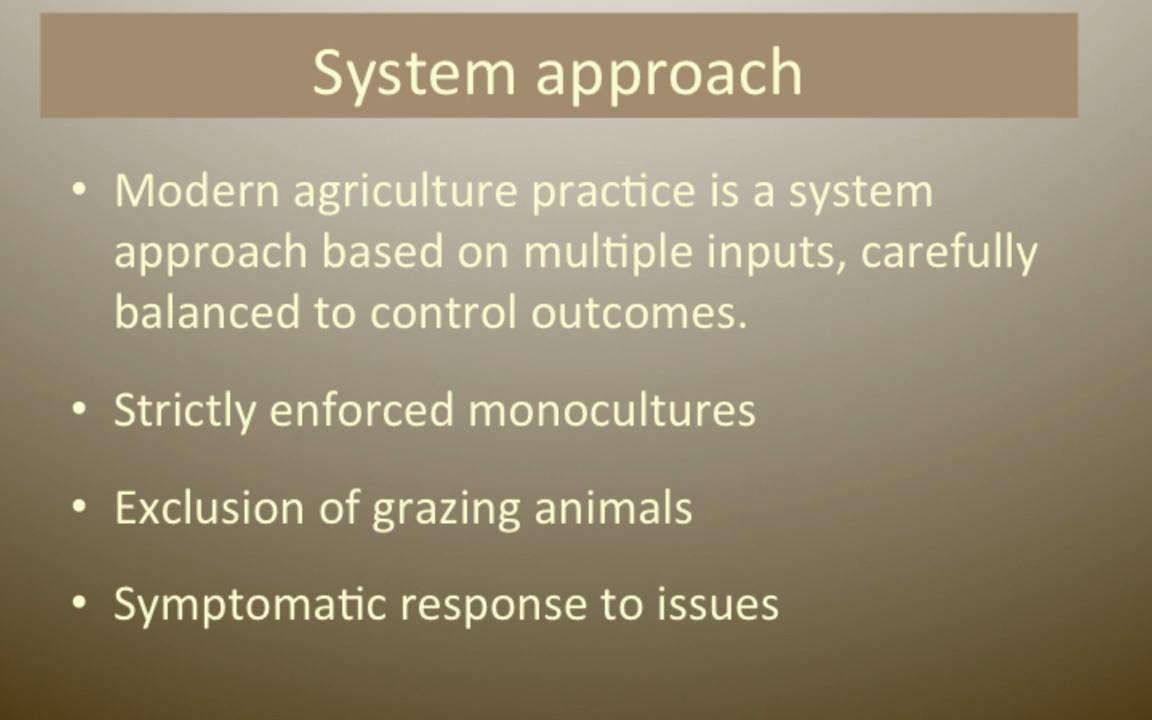 System approach
• Modern agriculture practice is a system
approach based on multiple inputs, carefully
balanced to control outcomes.
• Strictly enforced monocultures
• Exclusion of grazing animals
• Symptomatic response to issues